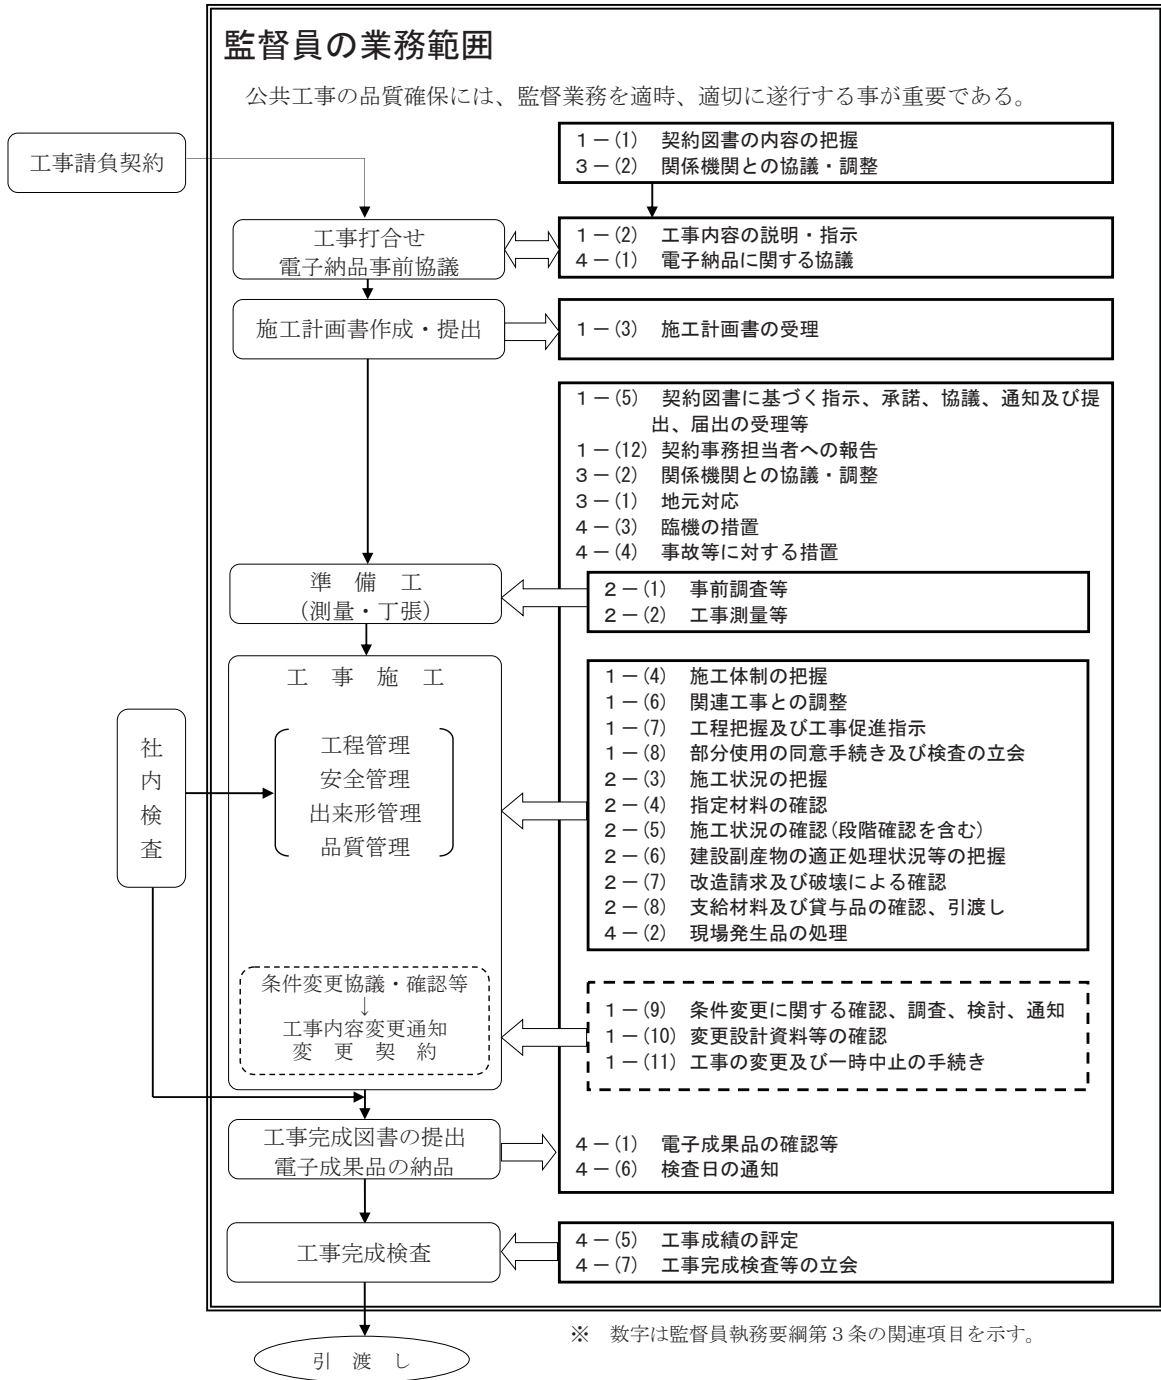 監督員の業務範囲
公共工事の品質確保には、監督業務を適時、適切に遂行する事が重要である。
工事請負契約
1－(1) 契約図書の内容の把握
3－(2) 関係機関との協議・調整
工事打合せ
電子納品事前協議
1－(2) 工事内容の説明・指示
4－(1) 電子納品に関する協議
施工計画書作成・提出
1－(3) 施工計画書の受理
1－(5) 契約図書に基づく指示、承諾、協議、通知及び提
出、届出の受理等
1－(12) 契約事務担当者への報告
3－(2) 関係機関との協議・調整
3－(1) 地元対応
4－(3) 臨機の措置
4－(4) 事故等に対する措置
準 備 工
(測量・丁張)
2－(1) 事前調査等
2－(2) 工事測量等
工 事 施 工
工程管理
安全管理
出来形管理
品質管理
社
内
検
査
1－(4) 施工体制の把握
1－(6) 関連工事との調整
1－(7) 工程把握及び工事促進指示
1－(8) 部分使用の同意手続き及び検査の立会
2－(3) 施工状況の把握
2－(4) 指定材料の確認
2－(5) 施工状況の確認(段階確認を含む)
2－(6) 建設副産物の適正処理状況等の把握
2－(7) 改造請求及び破壊による確認
2－(8) 支給材料及び貸与品の確認、引渡し
4－(2) 現場発生品の処理
条件変更協議・確認等
↓
工事内容変更通知
変 更 契 約
1－(9) 条件変更に関する確認、調査、検討、通知
1－(10) 変更設計資料等の確認
1－(11) 工事の変更及び一時中止の手続き
工事完成図書の提出
電子成果品の納品
4－(1) 電子成果品の確認等
4－(6) 検査日の通知
工事完成検査
4－(5) 工事成績の評定
4－(7) 工事完成検査等の立会
※ 数字は監督員執務要綱第3条の関連項目を示す。
引 渡 し